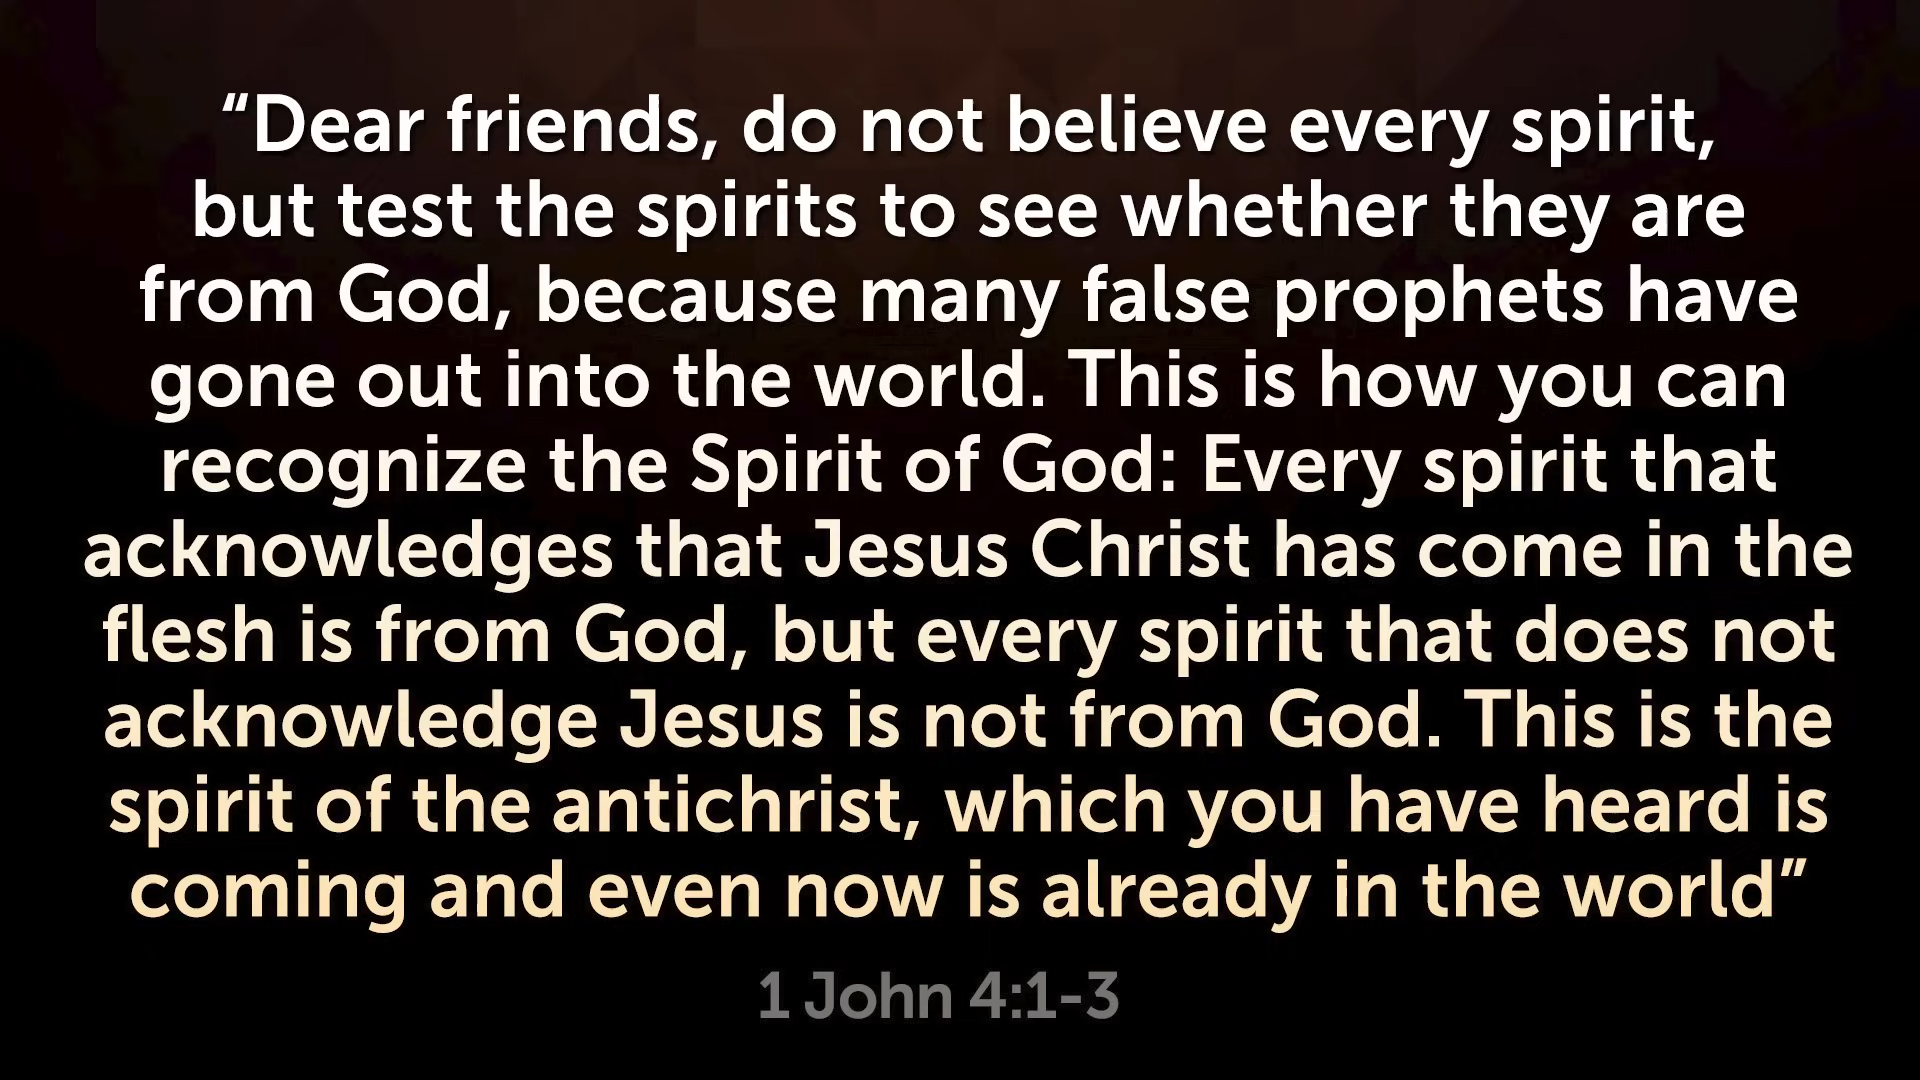 “Dear friends, do not believe every spirit,
but test the spirits to see whether they are
from God, because many false prophets have
gone out into the world. This is how you can
recognize the Spirit of God: Every spirit that
acknowledges that Jesus Christ has come in the
flesh is from God, but every spirit that does not
acknowledge Jesus is not from God. This is the
spirit of the antichrist, which you have heard is
coming and even now is already in the world”
1 John 4:1-3